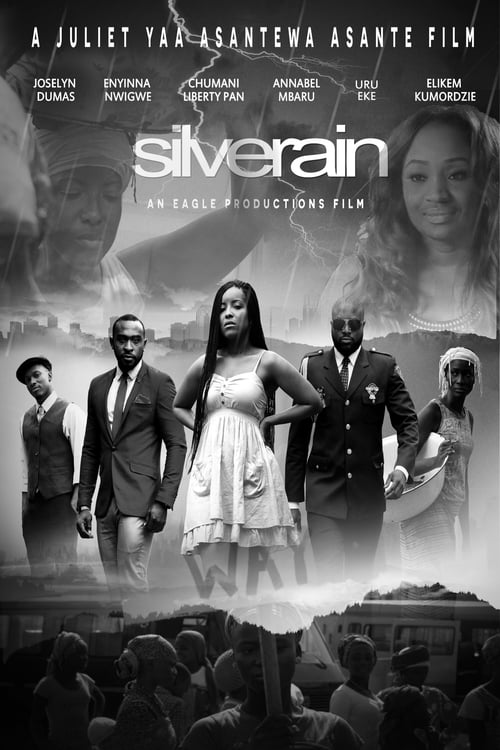 A JULIET YAA ASANTEWA ASANTE FILM
JOSELYN DUMAS
ENYINNA NWIGWE
CHUMANI LIBERTY PAN
ANNABEL MBARU
URU EKE
ELIKEM KUMORDZIE
silverain
AN EAGLE PRODUCTIONS FILM